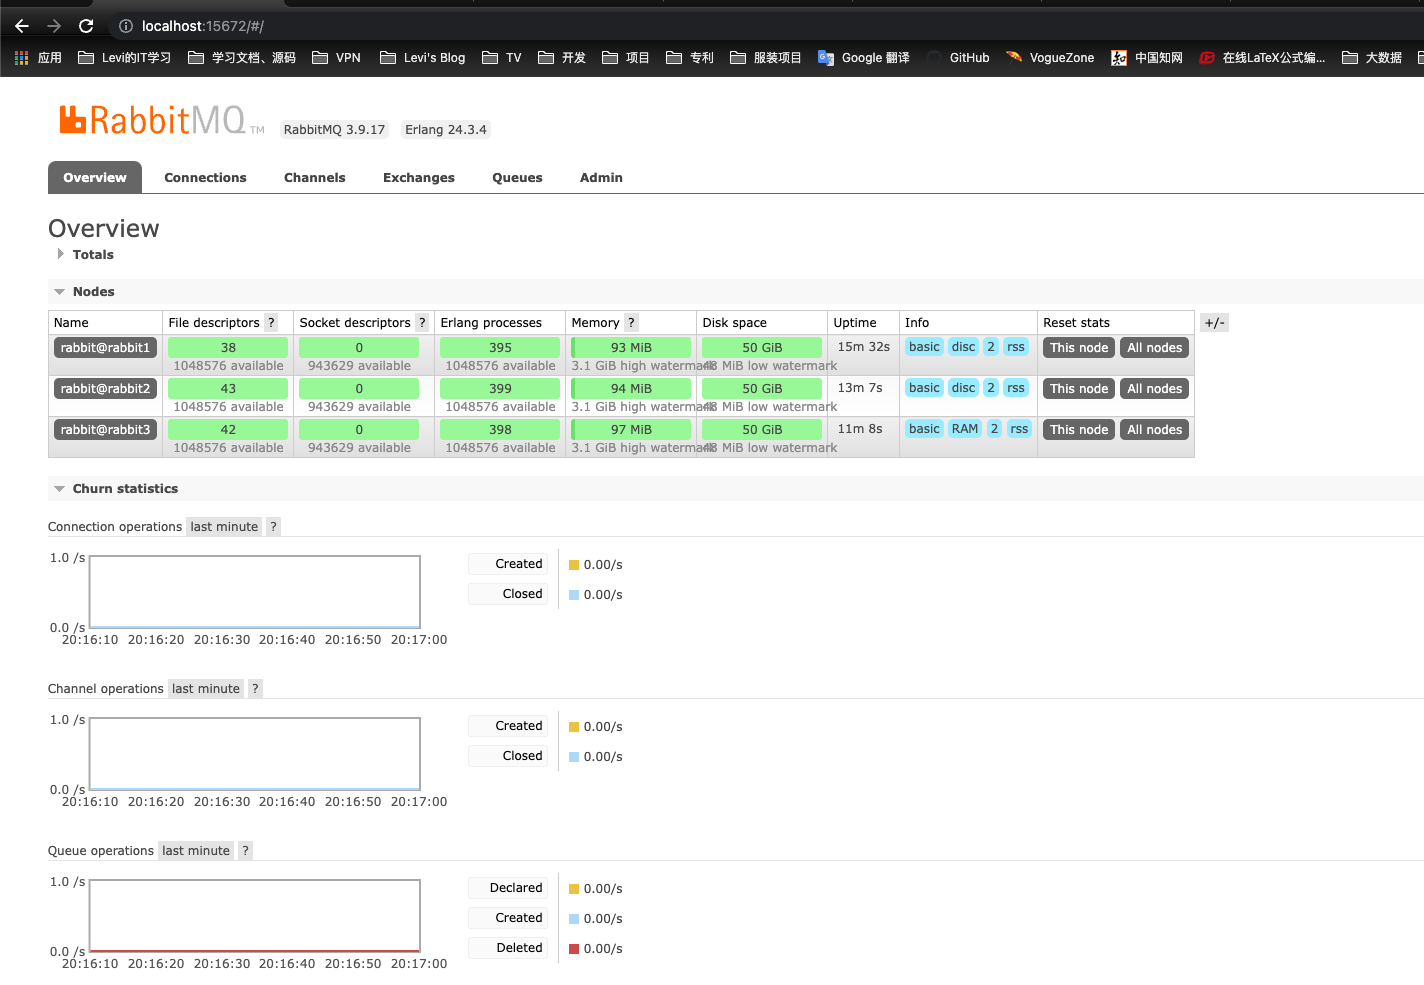 localhost:15672/#/
应用 Levi的IT学习 学习文档、源码 VPN Levi's Blog TV 开发 项目 专利 服装项目 Google 翻译 GitHub VogueZone 中国知网 在线LaTeX公式编... 大数据
RabbitMQ TM RabbitMQ 3.9.17 Erlang 24.3.4
Overview Connections Channels Exchanges Queues Admin
Overview
Totals
Nodes
Name File descriptors ? Socket descriptors ? Erlang processes Memory ? Disk space Uptime Info Reset stats +/-
rabbit@rabbit1 38 0 395 93 MiB 50 GiB 15m 32s basic disc 2 rss This node All nodes
1048576 available 943629 available 1048576 available 3.1 GiB high watermark 48 MiB low watermark
rabbit@rabbit2 43 0 399 94 MiB 50 GiB 13m 7s basic disc 2 rss This node All nodes
1048576 available 943629 available 1048576 available 3.1 GiB high watermark 48 MiB low watermark
rabbit@rabbit3 42 0 398 97 MiB 50 GiB 11m 8s basic RAM 2 rss This node All nodes
1048576 available 943629 available 1048576 available 3.1 GiB high watermark 48 MiB low watermark
Churn statistics
Connection operations last minute ?
1.0 /s
Created 0.00/s
Closed 0.00/s
0.0 /s
20:16:10 20:16:20 20:16:30 20:16:40 20:16:50 20:17:00
Channel operations last minute ?
1.0 /s
Created 0.00/s
Closed 0.00/s
0.0 /s
20:16:10 20:16:20 20:16:30 20:16:40 20:16:50 20:17:00
Queue operations last minute ?
1.0 /s
Declared 0.00/s
Created 0.00/s
Deleted 0.00/s
0.0 /s
20:16:10 20:16:20 20:16:30 20:16:40 20:16:50 20:17:00